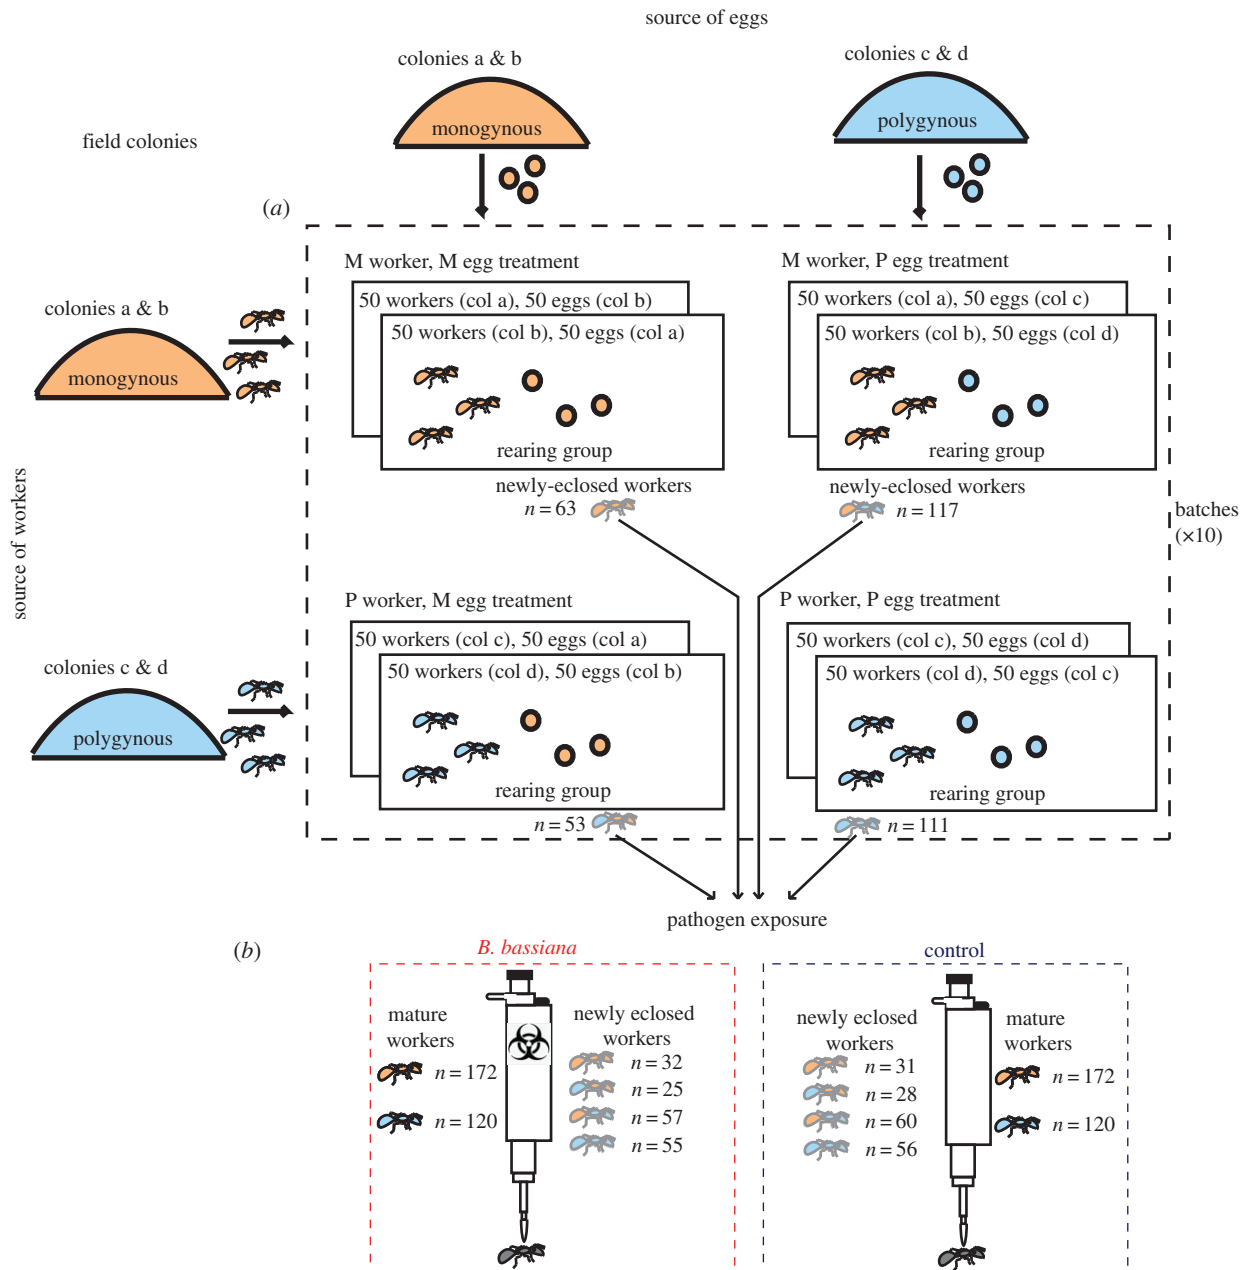 source of eggs
colonies a & b
colonies c & d
monogynous
polygynous
field colonies
(a)
M worker, M egg treatment
M worker, P egg treatment
50 workers (col a), 50 eggs (col b)
50 workers (col a), 50 eggs (col c)
colonies a & b
50 workers (col b), 50 eggs (col a)
50 workers (col b), 50 eggs (col d)
monogynous
rearing group
rearing group
newly-eclosed workers
newly-eclosed workers
n = 63
n = 117
batches
(×10)
source of workers
P worker, M egg treatment
P worker, P egg treatment
50 workers (col c), 50 eggs (col a)
50 workers (col c), 50 eggs (col d)
colonies c & d
50 workers (col d), 50 eggs (col b)
50 workers (col d), 50 eggs (col c)
polygynous
rearing group
rearing group
n = 53
n = 111
pathogen exposure
(b)
B. bassiana
control
mature
workers
n = 172
n = 120
newly eclosed
workers
n = 32
n = 25
n = 57
n = 55
newly eclosed
workers
n = 31
n = 28
n = 60
n = 56
mature
workers
n = 172
n = 120